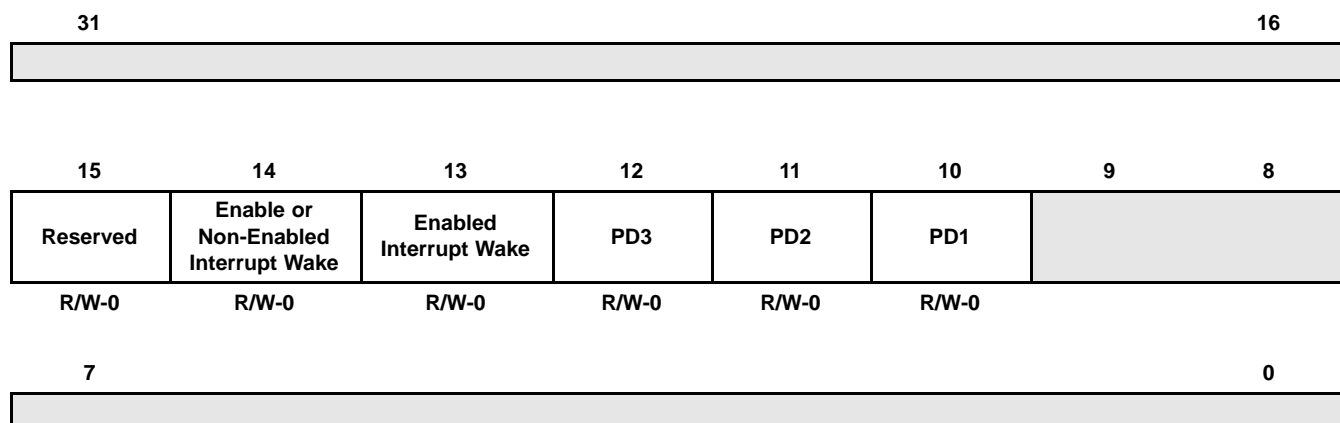 31 16
15 14 13 12 11 10 9 8
Reserved
Enable or
Non-Enabled
Interrupt Wake
Enabled
Interrupt Wake
PD3
PD2
PD1
R/W-0 R/W-0 R/W-0 R/W-0 R/W-0 R/W-0
7 0